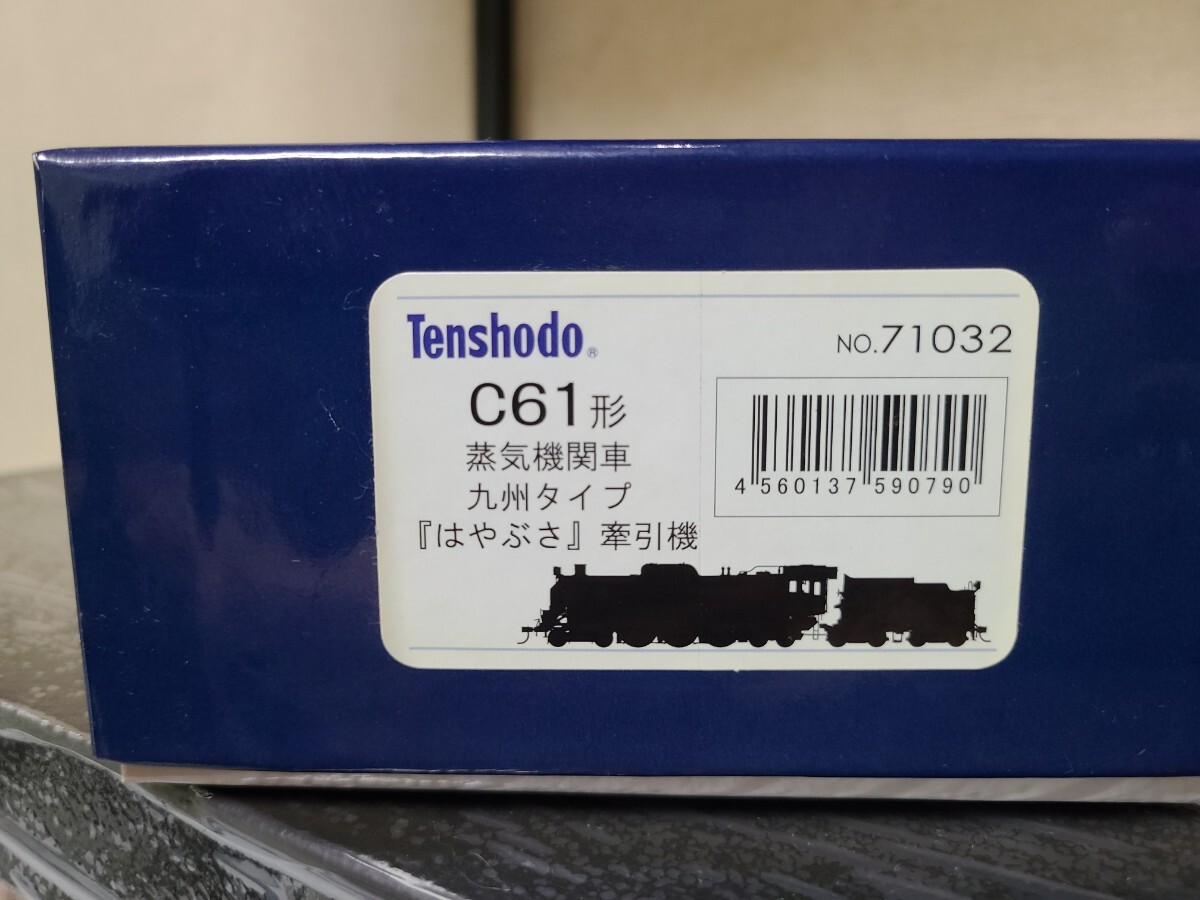 Tenshodo®
NO.71032
C61形
蒸気機関車
九州タイプ
『はやぶさ』牽引機
4 560137 590790